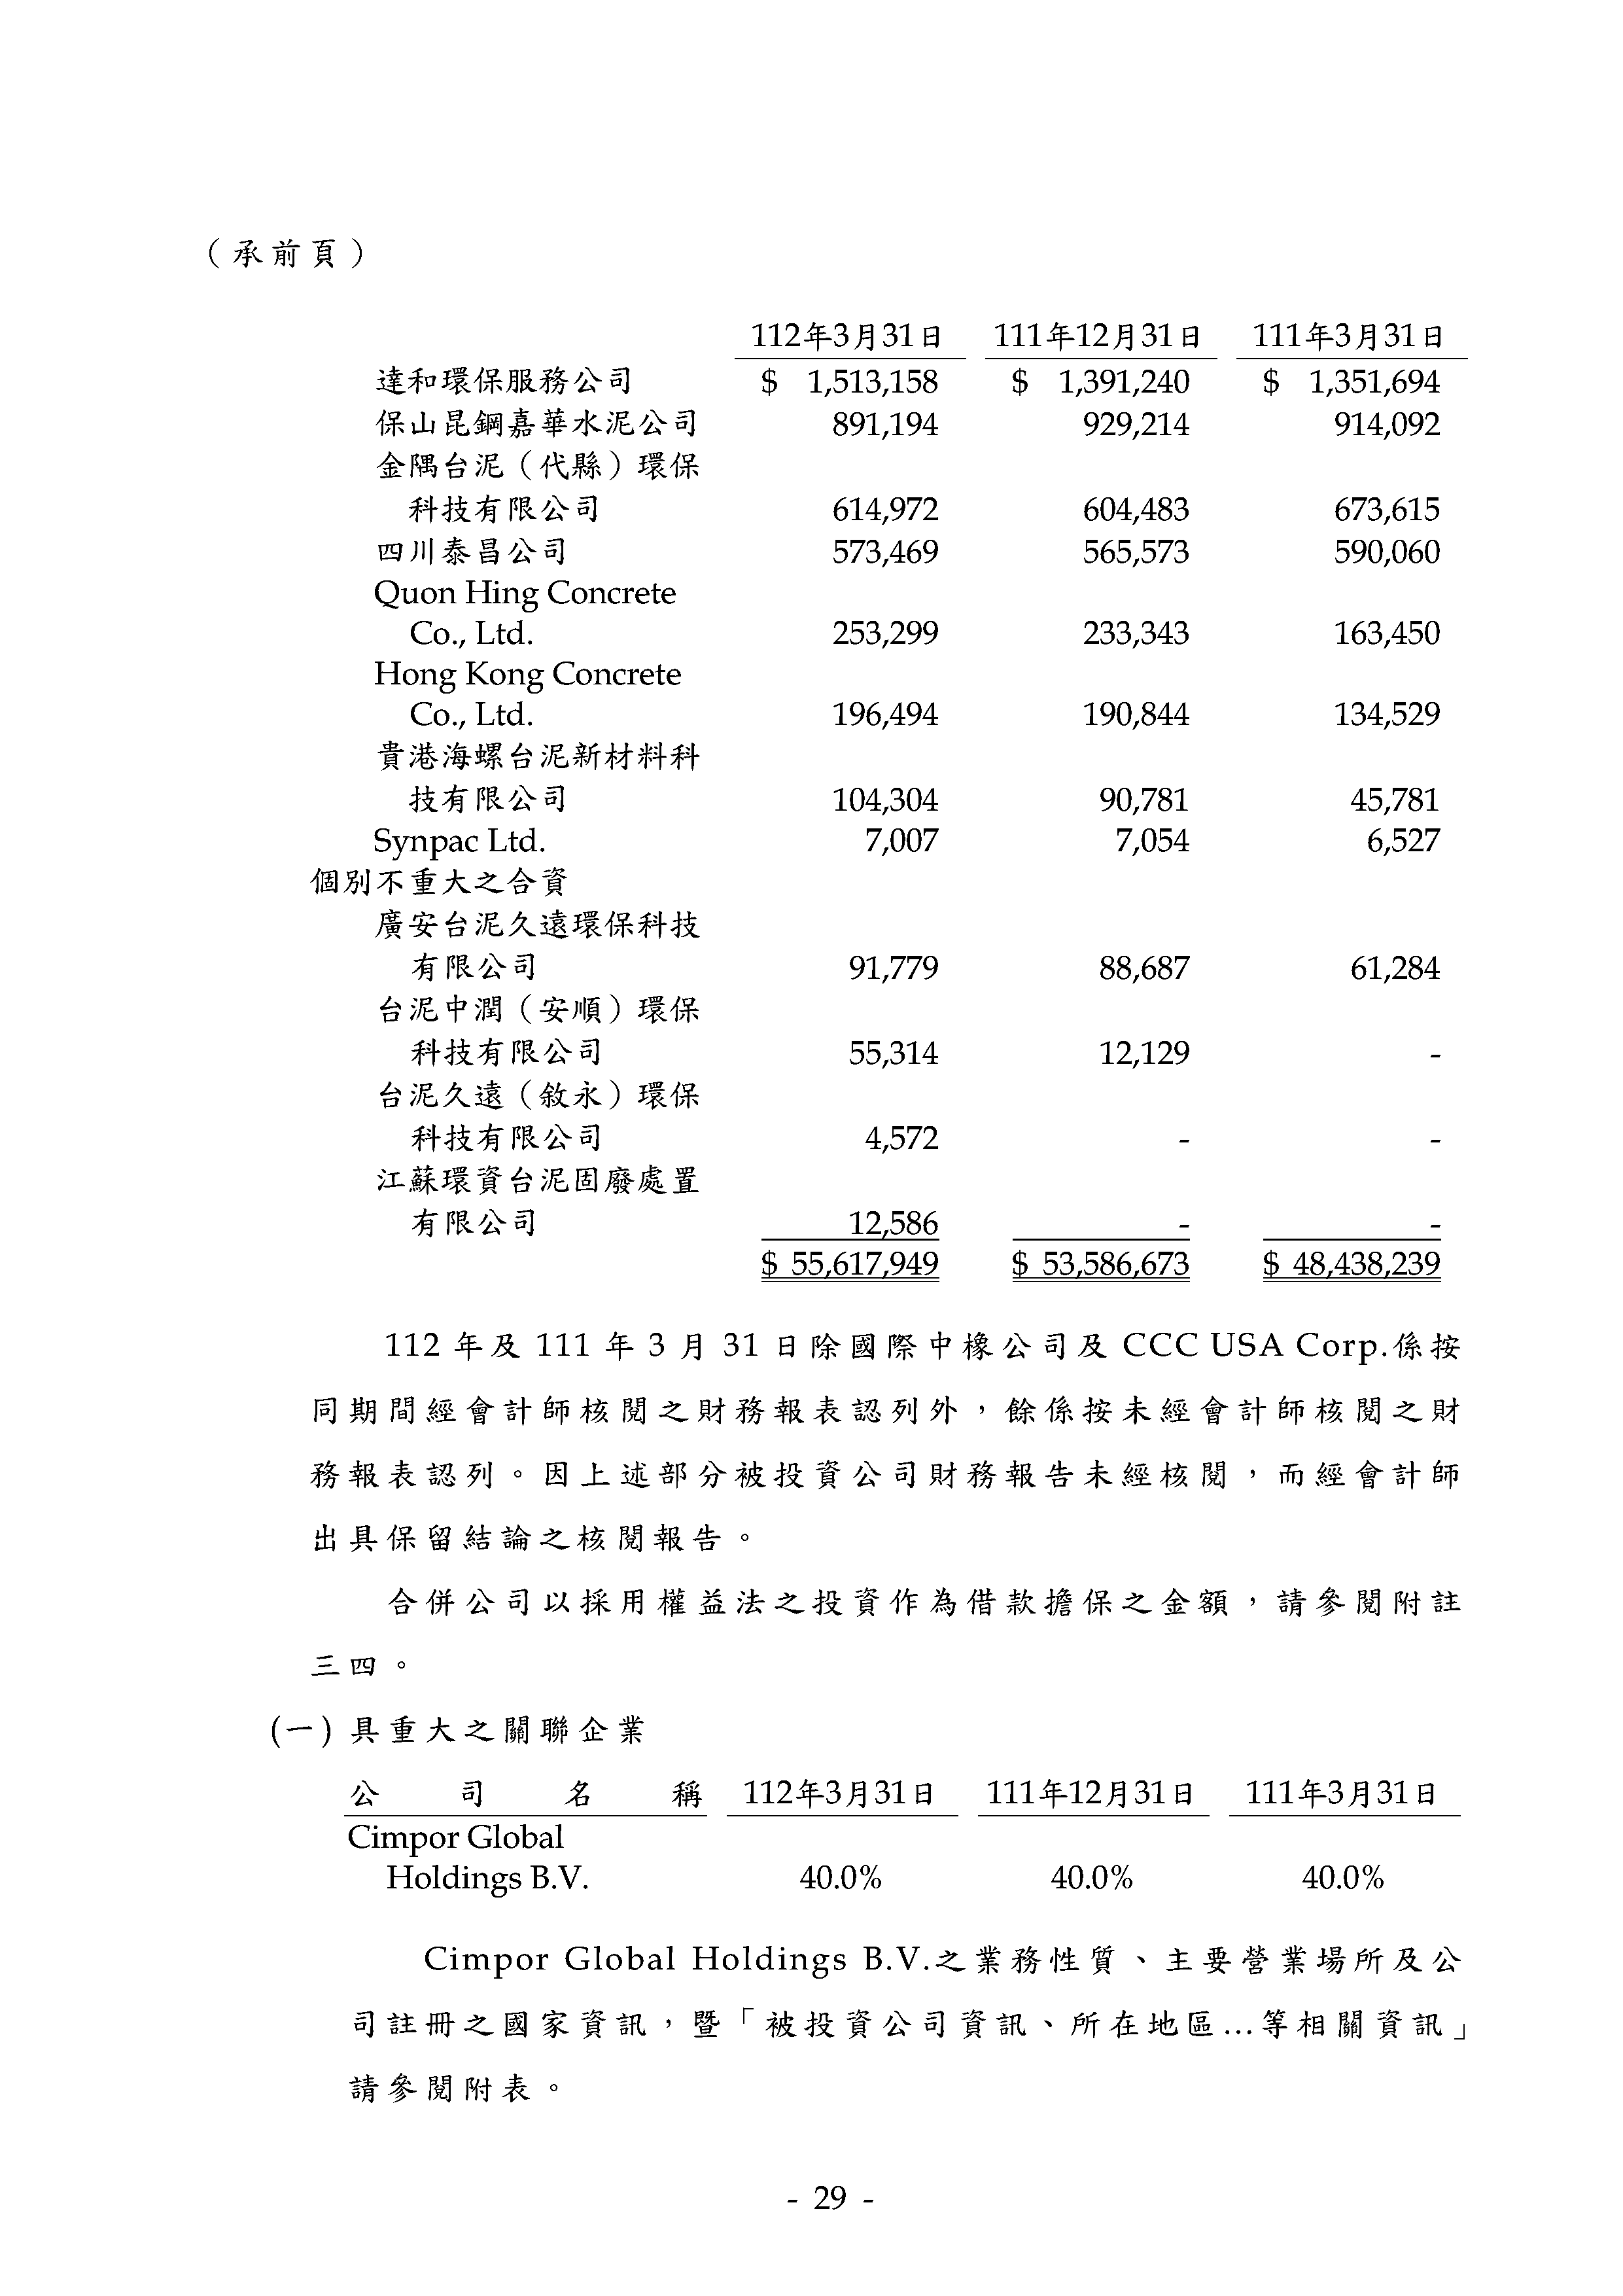 （承前頁）
112年3月31日 111年12月31日 111年3月31日
達和環保服務公司 $ 1,513,158 $ 1,391,240 $ 1,351,694
保山昆鋼嘉華水泥公司 891,194 929,214 914,092
金隅台泥（代縣）環保
科技有限公司 614,972 604,483 673,615
四川泰昌公司 573,469 565,573 590,060
Quon Hing Concrete
Co., Ltd. 253,299 233,343 163,450
Hong Kong Concrete
Co., Ltd. 196,494 190,844 134,529
貴港海螺台泥新材料科
技有限公司 104,304 90,781 45,781
Synpac Ltd. 7,007 7,054 6,527
個別不重大之合資
廣安台泥久遠環保科技
有限公司 91,779 88,687 61,284
台泥中潤（安順）環保
科技有限公司 55,314 12,129 -
台泥久遠（敘永）環保
科技有限公司 4,572 - -
江蘇環資台泥固廢處置
有限公司 12,586 - -
$ 55,617,949 $ 53,586,673 $ 48,438,239
112 年及 111 年 3 月 31 日除國際中橡公司及 CCC USA Corp.係按
同期間經會計師核閱之財務報表認列外，餘係按未經會計師核閱之財
務報表認列。因上述部分被投資公司財務報告未經核閱，而經會計師
出具保留結論之核閱報告。
合併公司以採用權益法之投資作為借款擔保之金額，請參閱附註
三四。
(一) 具重大之關聯企業
公司名稱 112年3月31日 111年12月31日 111年3月31日
Cimpor Global
Holdings B.V. 40.0% 40.0% 40.0%
Cimpor Global Holdings B.V.之業務性質、主要營業場所及公
司註冊之國家資訊，暨「被投資公司資訊、所在地區...等相關資訊」
請參閱附表。
- 29 -